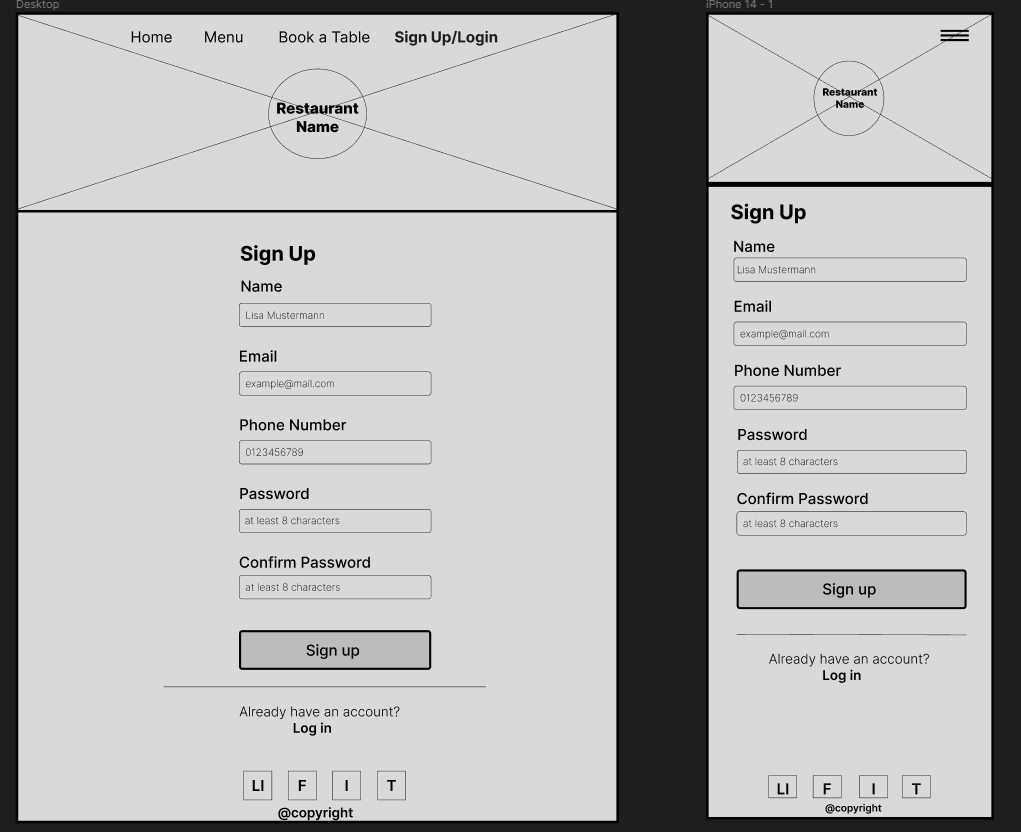 Desktop
Home Menu Book a Table Sign Up/Login
Restaurant
Name
Sign Up
Name
Lisa Mustermann
Email
example@mail.com
Phone Number
0123456789
Password
at least 8 characters
Confirm Password
at least 8 characters
Sign up
Already have an account?
Log in
LI F I T
@copyright
iPhone 14 - 1
Restaurant
Name
Sign Up
Name
Lisa Mustermann
Email
example@mail.com
Phone Number
0123456789
Password
at least 8 characters
Confirm Password
at least 8 characters
Sign up
Already have an account?
Log in
LI F I T
@copyright